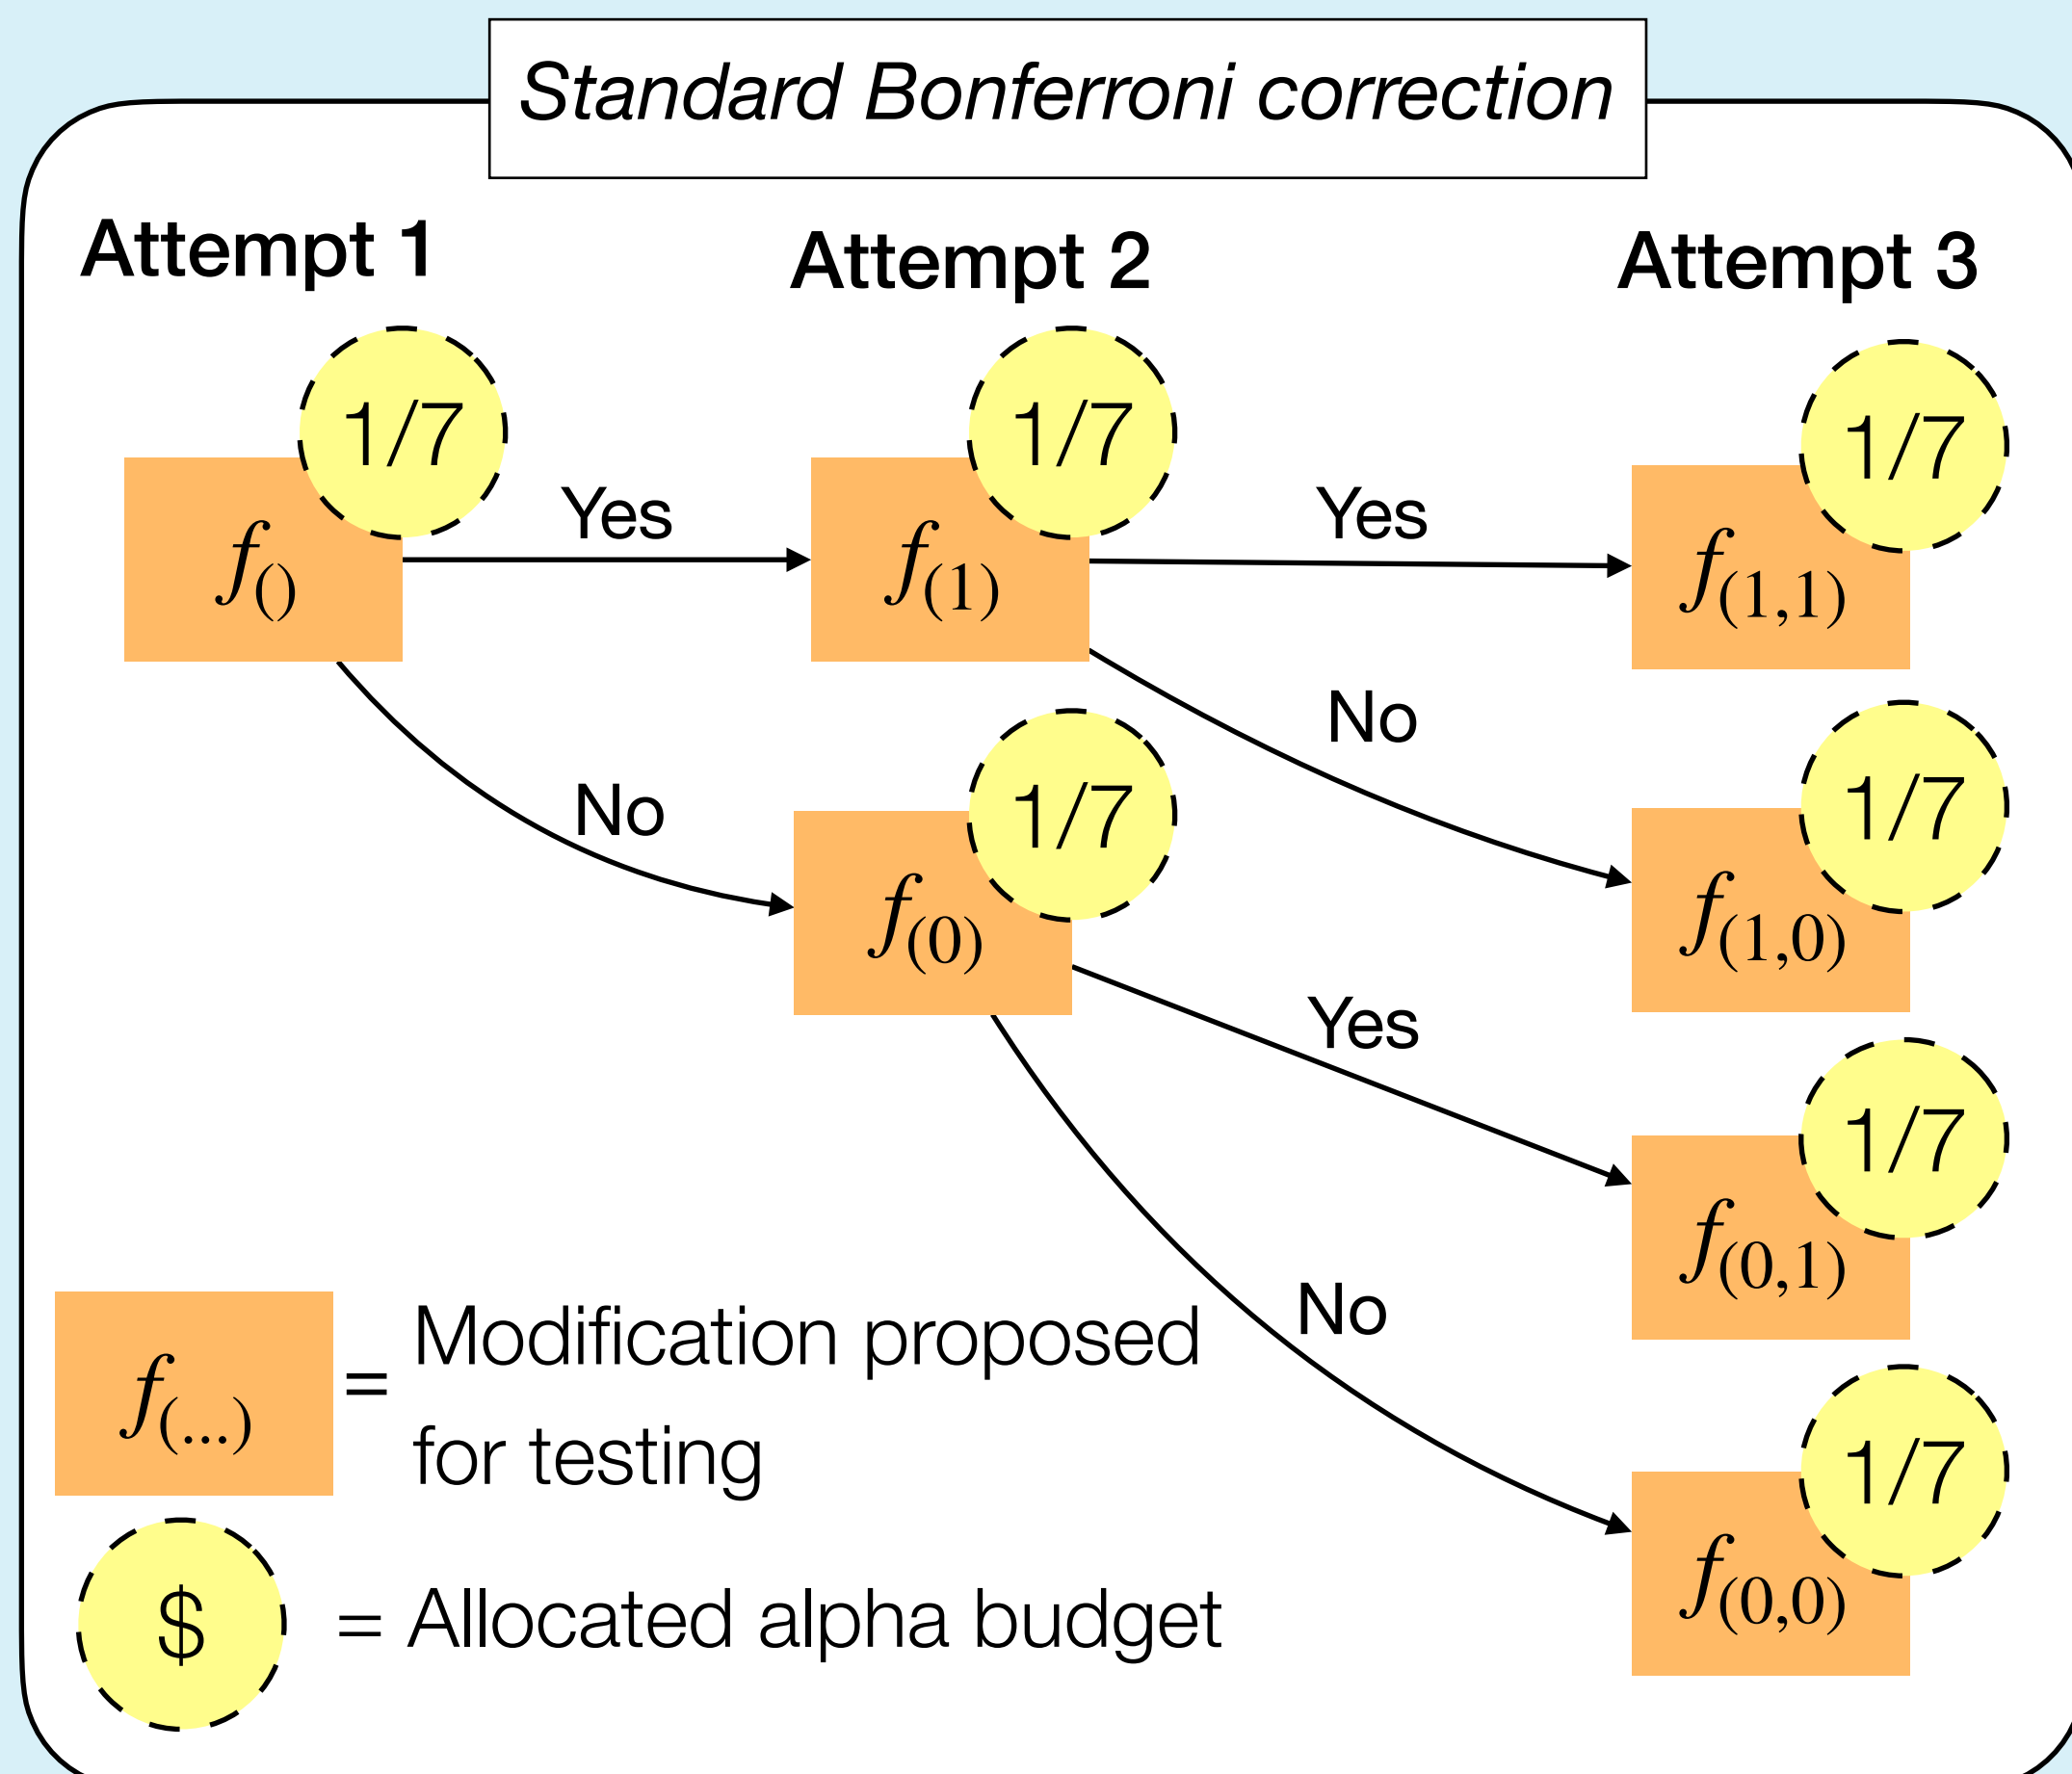 Standard Bonferroni correction
Attempt 1
Attempt 2
Attempt 3
1/7
1/7
1/7
f()
Yes
f(1)
Yes
f(1,1)
No
1/7
No
1/7
f(0)
1/7
f(1,0)
Yes
1/7
f(0,1)
No
f(...)
= Modification proposed
for testing
1/7
f(0,0)
$
= Allocated alpha budget